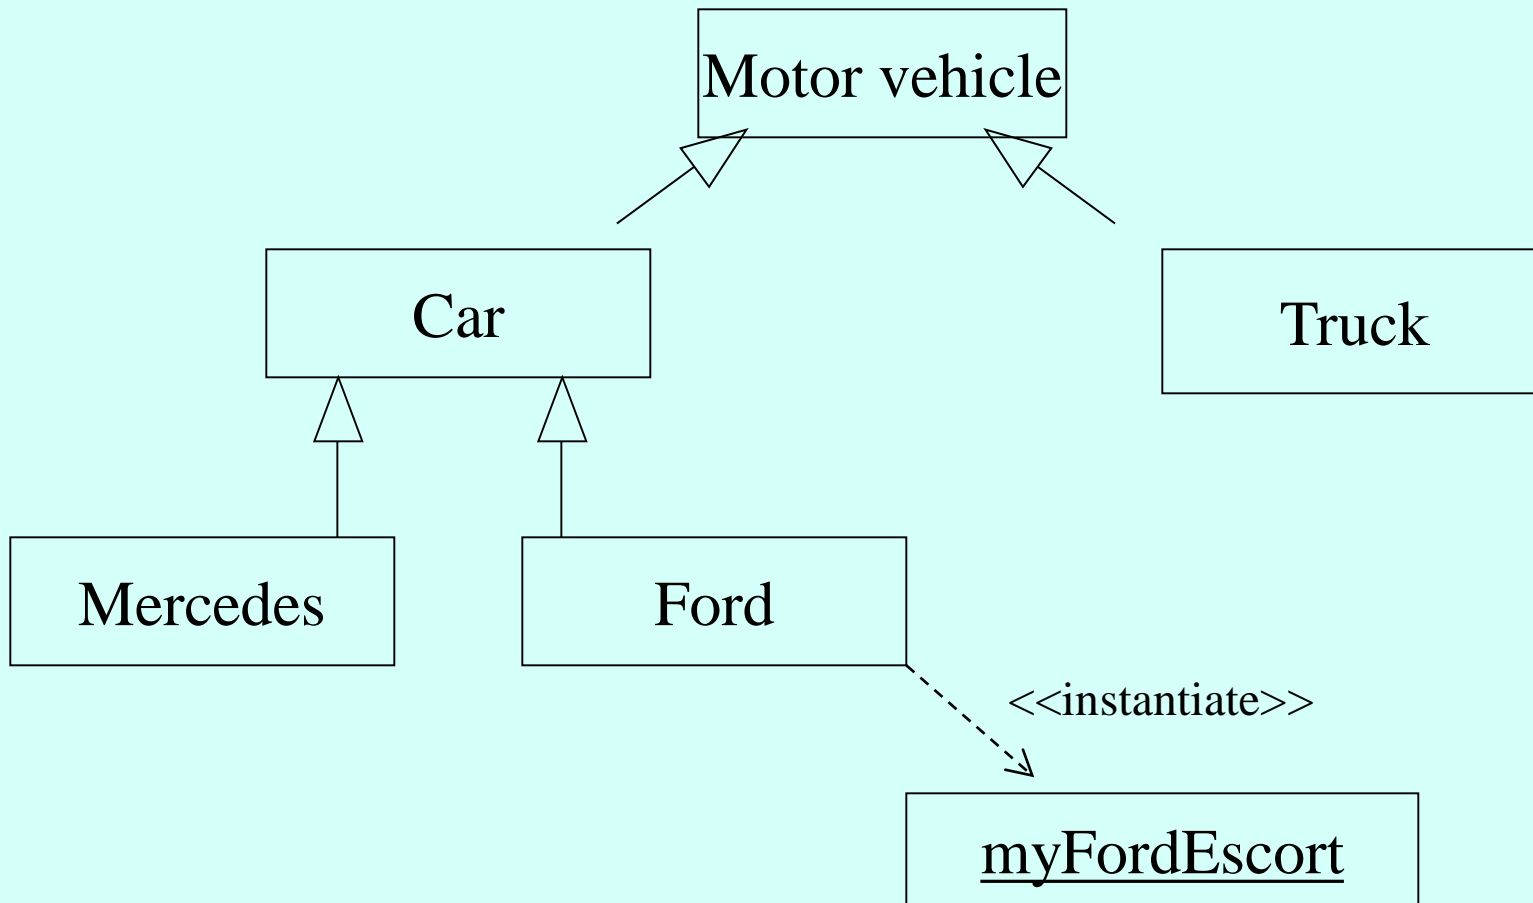 Motor vehicle
Car
Truck
Mercedes
Ford
<<instantiate>>
myFordEscort